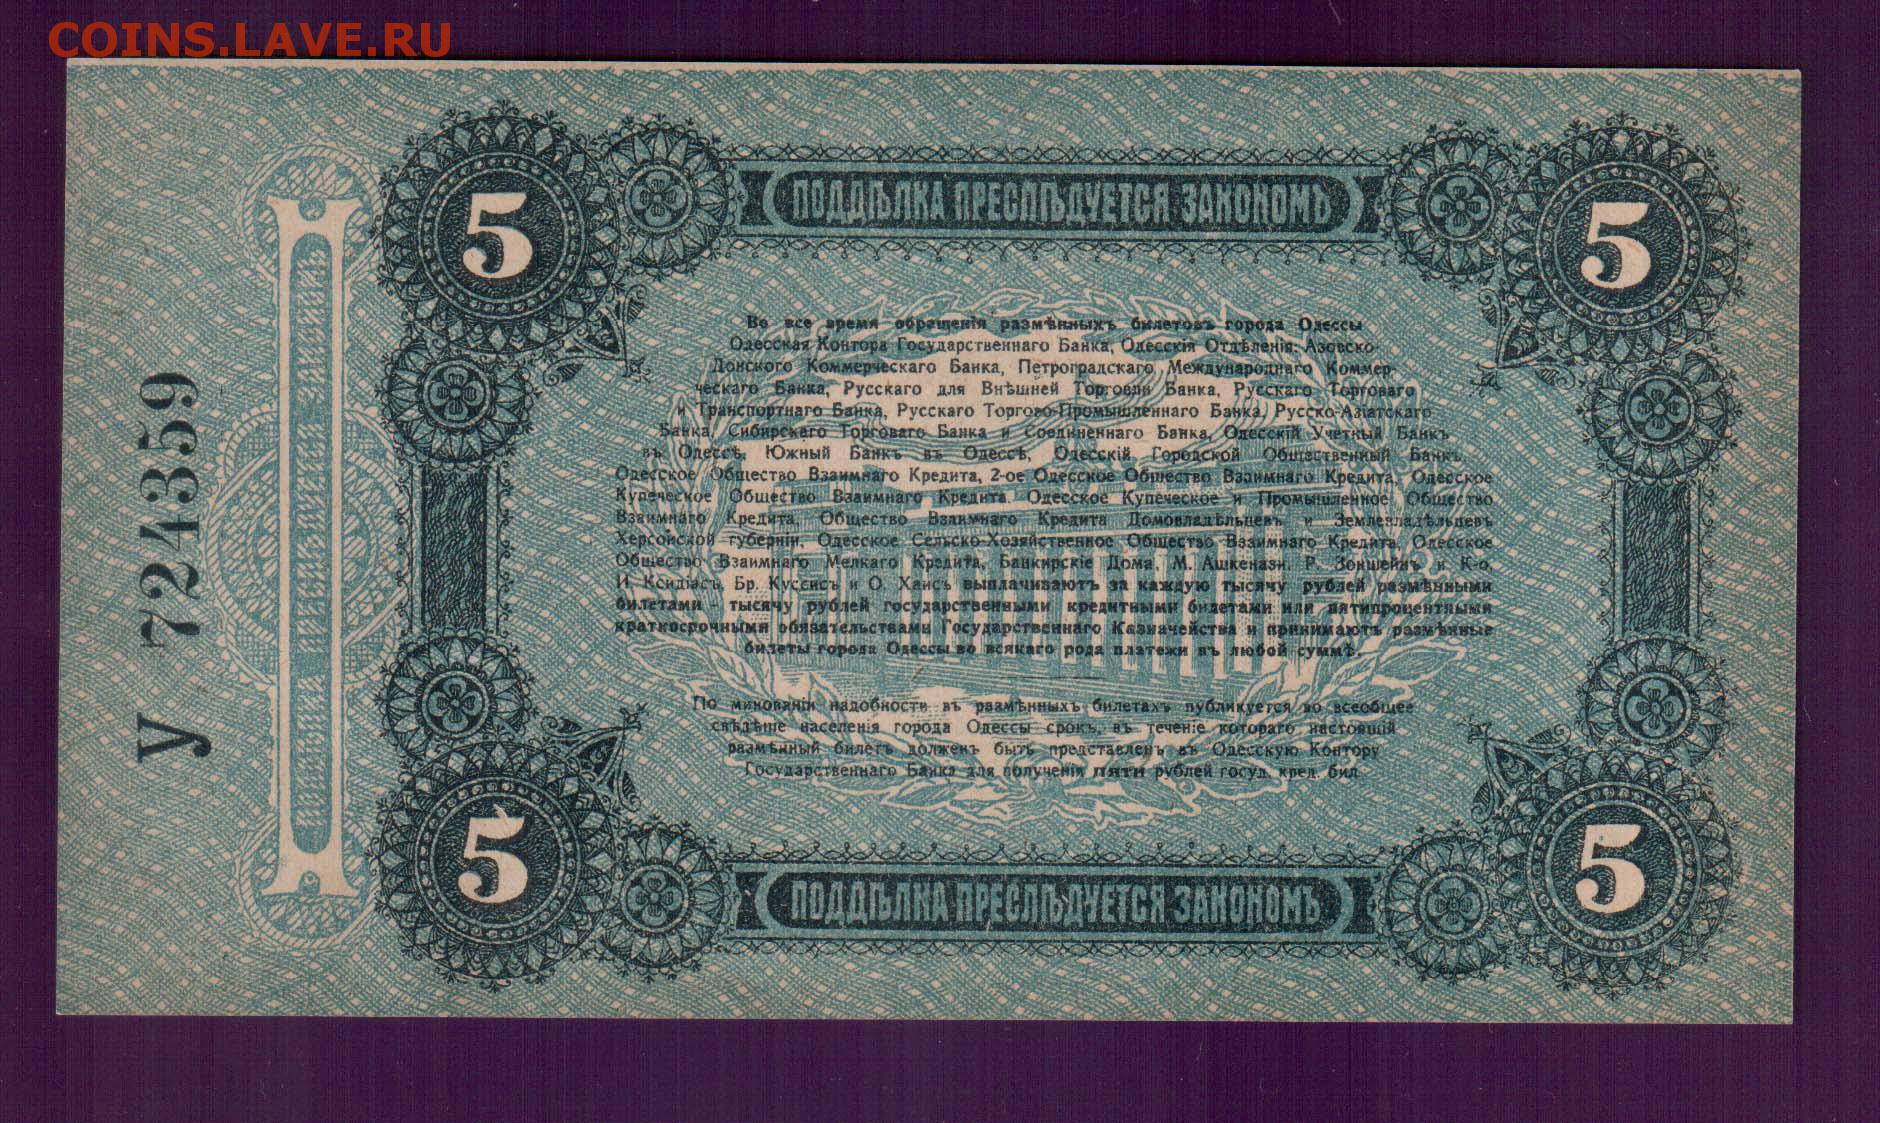 COINS.LAVE.RU
5
5
ПОДДѢЛКА ПРЕСЛѢДУЕТСЯ ЗАКОНОМЪ
Во все время обращенія размѣнныхъ билетовъ города Одессы
Одесская Контора Государственнаго Банка, Одесскія Отдѣленія: Азовско-
Донского Коммерческаго Банка, Петроградскаго Международнаго Коммер-
ческаго Банка, Русскаго для Внѣшней Торговли Банка, Русскаго Торговаго
и Транспортнаго Банка, Русскаго Торгово-Промышленнаго Банка, Русско-Азіатскаго
Банка, Сибирскаго Торговаго Банка и Соединеннаго Банка, Одесскій Учетный Банкъ
въ Одессѣ, Южный Банкъ въ Одессѣ, Одесскій Городской Общественный Банкъ,
Одесское Общество Взаимнаго Кредита, 2-ое Одесское Общество Взаимнаго Кредита, Одесское
Купеческое Общество Взаимнаго Кредита, Одесское Купеческое и Промышленное Общество
Взаимнаго Кредита, Общество Взаимнаго Кредита Домовладѣльцевъ и Землевладѣльцевъ
Херсонской губерніи, Одесское Сельско-Хозяйственное Общество Взаимнаго Кредита, Одесское
Общество Взаимнаго Мелкаго Кредита, Банкирскіе Дома, М. Ашкенази, Р. Зонштейнъ и К-о,
И. Ксидіасъ, Бр. Куссисъ и О. Хаисъ выплачиваютъ за каждую тысячу рублей размѣнными
билетами - тысячу рублей государственными кредитными билетами или пятипроцентными
краткосрочными обязательствами Государственнаго Казначейства и принимаютъ размѣнные
билеты города Одессы во всякаго рода платежи въ любой суммѣ.
По минованіи надобности въ размѣнныхъ билетахъ публикуется во всеобщее
свѣдѣніе населенія города Одессы срокъ, въ теченіе котораго настоящій
размѣнный билетъ долженъ быть представленъ въ Одесскую Контору
Государственнаго Банка для полученія пяти рублей госуд. кред. бил.
У 724359
5
5
ПОДДѢЛКА ПРЕСЛѢДУЕТСЯ ЗАКОНОМЪ